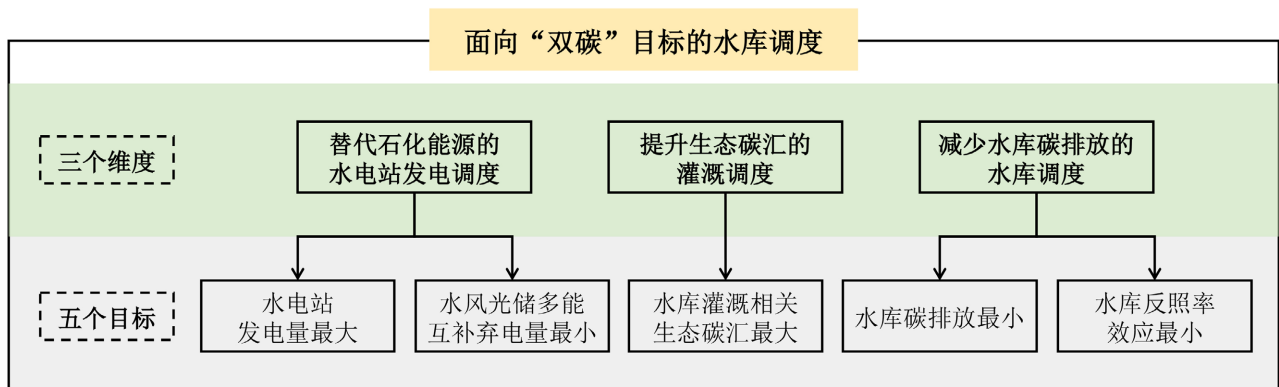 面向“双碳”目标的水库调度
三个维度
替代石化能源的
水电站发电调度
提升生态碳汇的
灌溉调度
减少水库碳排放的
水库调度
五个目标
水电站
发电量最大
水风光储多能
互补弃电量最小
水库灌溉相关
生态碳汇最大
水库碳排放最小
水库反照率
效应最小